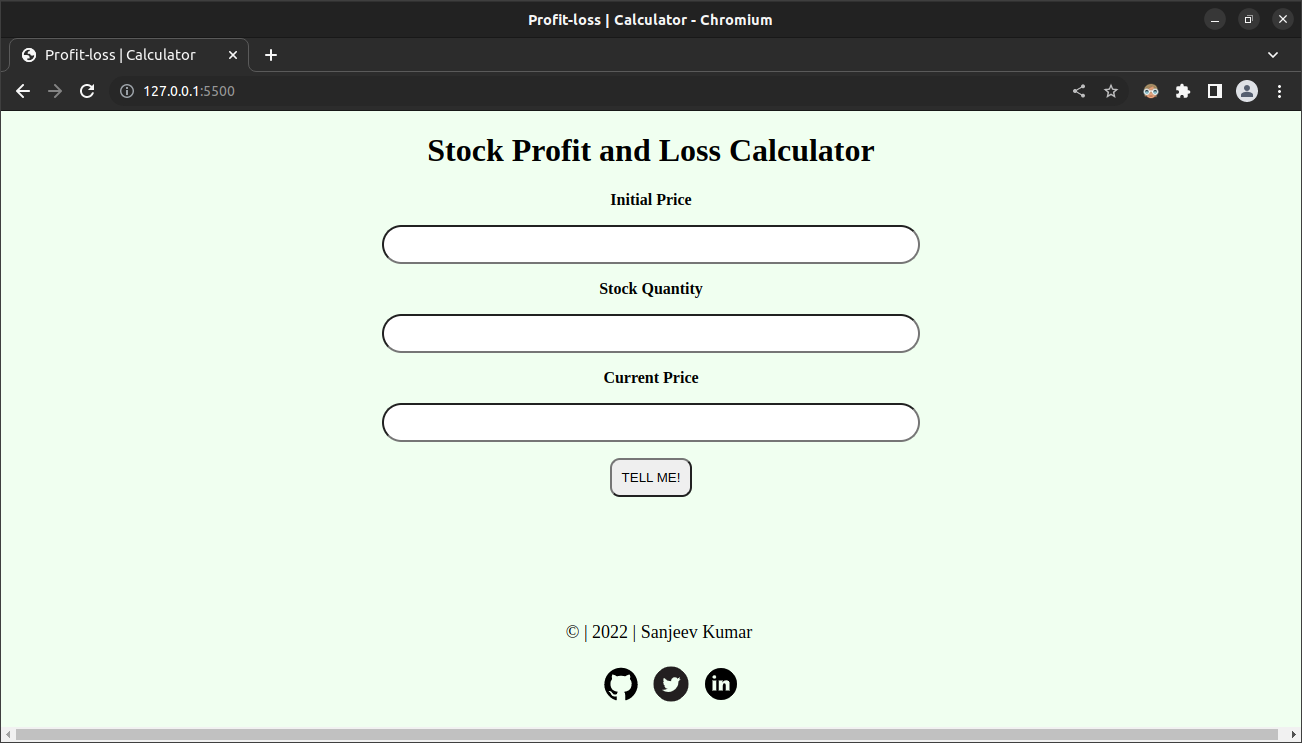 Profit-loss | Calculator - Chromium
Profit-loss | Calculator
127.0.0.1:5500
Stock Profit and Loss Calculator
Initial Price
Stock Quantity
Current Price
TELL ME!
© | 2022 | Sanjeev Kumar
in